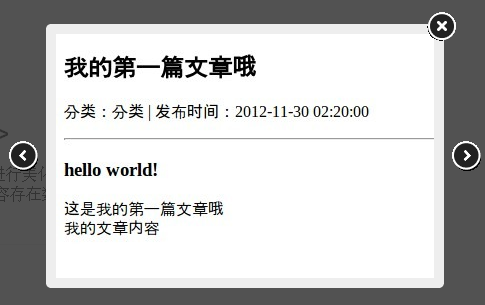 我的第一篇文章哦
分类：分类 | 发布时间：2012-11-30 02:20:00
hello world!
这是我的第一篇文章哦
我的文章内容